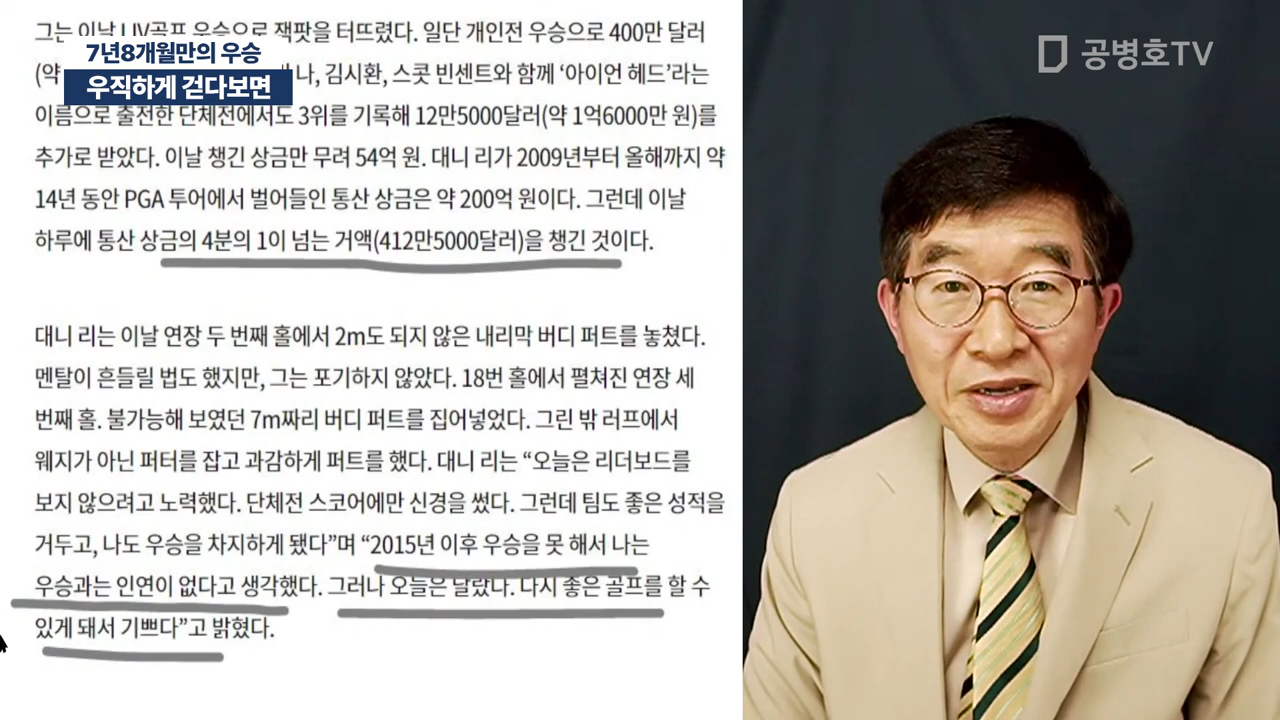 그는 이날 LIV골프 우승으로 잭팟을 터뜨렸다. 일단 개인전 우승으로 400만 달러
7년8개월만의 우승
우직하게 걷다보면
(약 나, 김시환, 스콧 빈센트와 함께 ‘아이언 헤드’라는
이름으로 출전한 단체전에서도 3위를 기록해 12만5000달러(약 1억6000만 원)를
추가로 받았다. 이날 챙긴 상금만 무려 54억 원. 대니 리가 2009년부터 올해까지 약
14년 동안 PGA 투어에서 벌어들인 통산 상금은 약 200억 원이다. 그런데 이날
하루에 통산 상금의 4분의 1이 넘는 거액(412만5000달러)을 챙긴 것이다.
대니 리는 이날 연장 두 번째 홀에서 2m도 되지 않은 내리막 버디 퍼트를 놓쳤다.
멘탈이 흔들릴 법도 했지만, 그는 포기하지 않았다. 18번 홀에서 펼쳐진 연장 세
번째 홀. 불가능해 보였던 7m짜리 버디 퍼트를 집어넣었다. 그린 밖 러프에서
웨지가 아닌 퍼터를 잡고 과감하게 퍼트를 했다. 대니 리는 “오늘은 리더보드를
보지 않으려고 노력했다. 단체전 스코어에만 신경을 썼다. 그런데 팀도 좋은 성적을
거두고, 나도 우승을 차지하게 됐다”며 “2015년 이후 우승을 못 해서 나는
우승과는 인연이 없다고 생각했다. 그러나 오늘은 달랐다. 다시 좋은 골프를 할 수
있게 돼서 기쁘다”고 밝혔다.
공병호TV